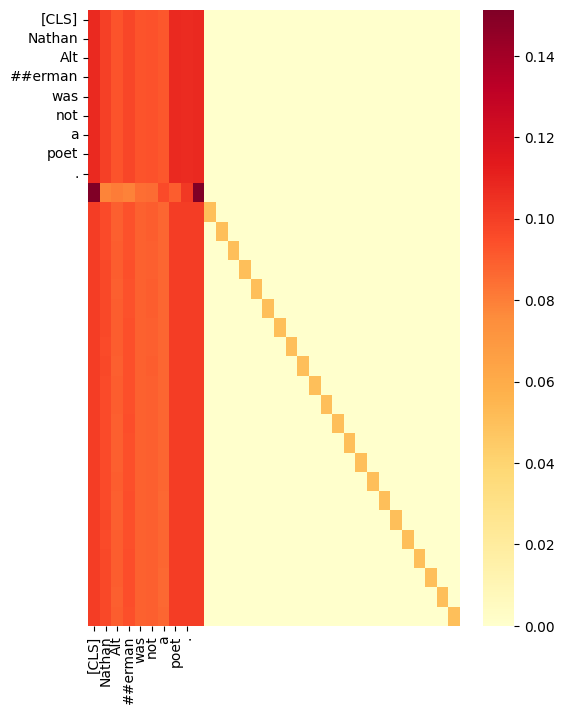 [CLS]
Nathan
Alt
##erman
was
not
a
poet
.
0.14
0.12
0.10
0.08
0.06
0.04
0.02
0.00
[CLS]
Nathan
Alt
##erman
was
not
a
poet
.